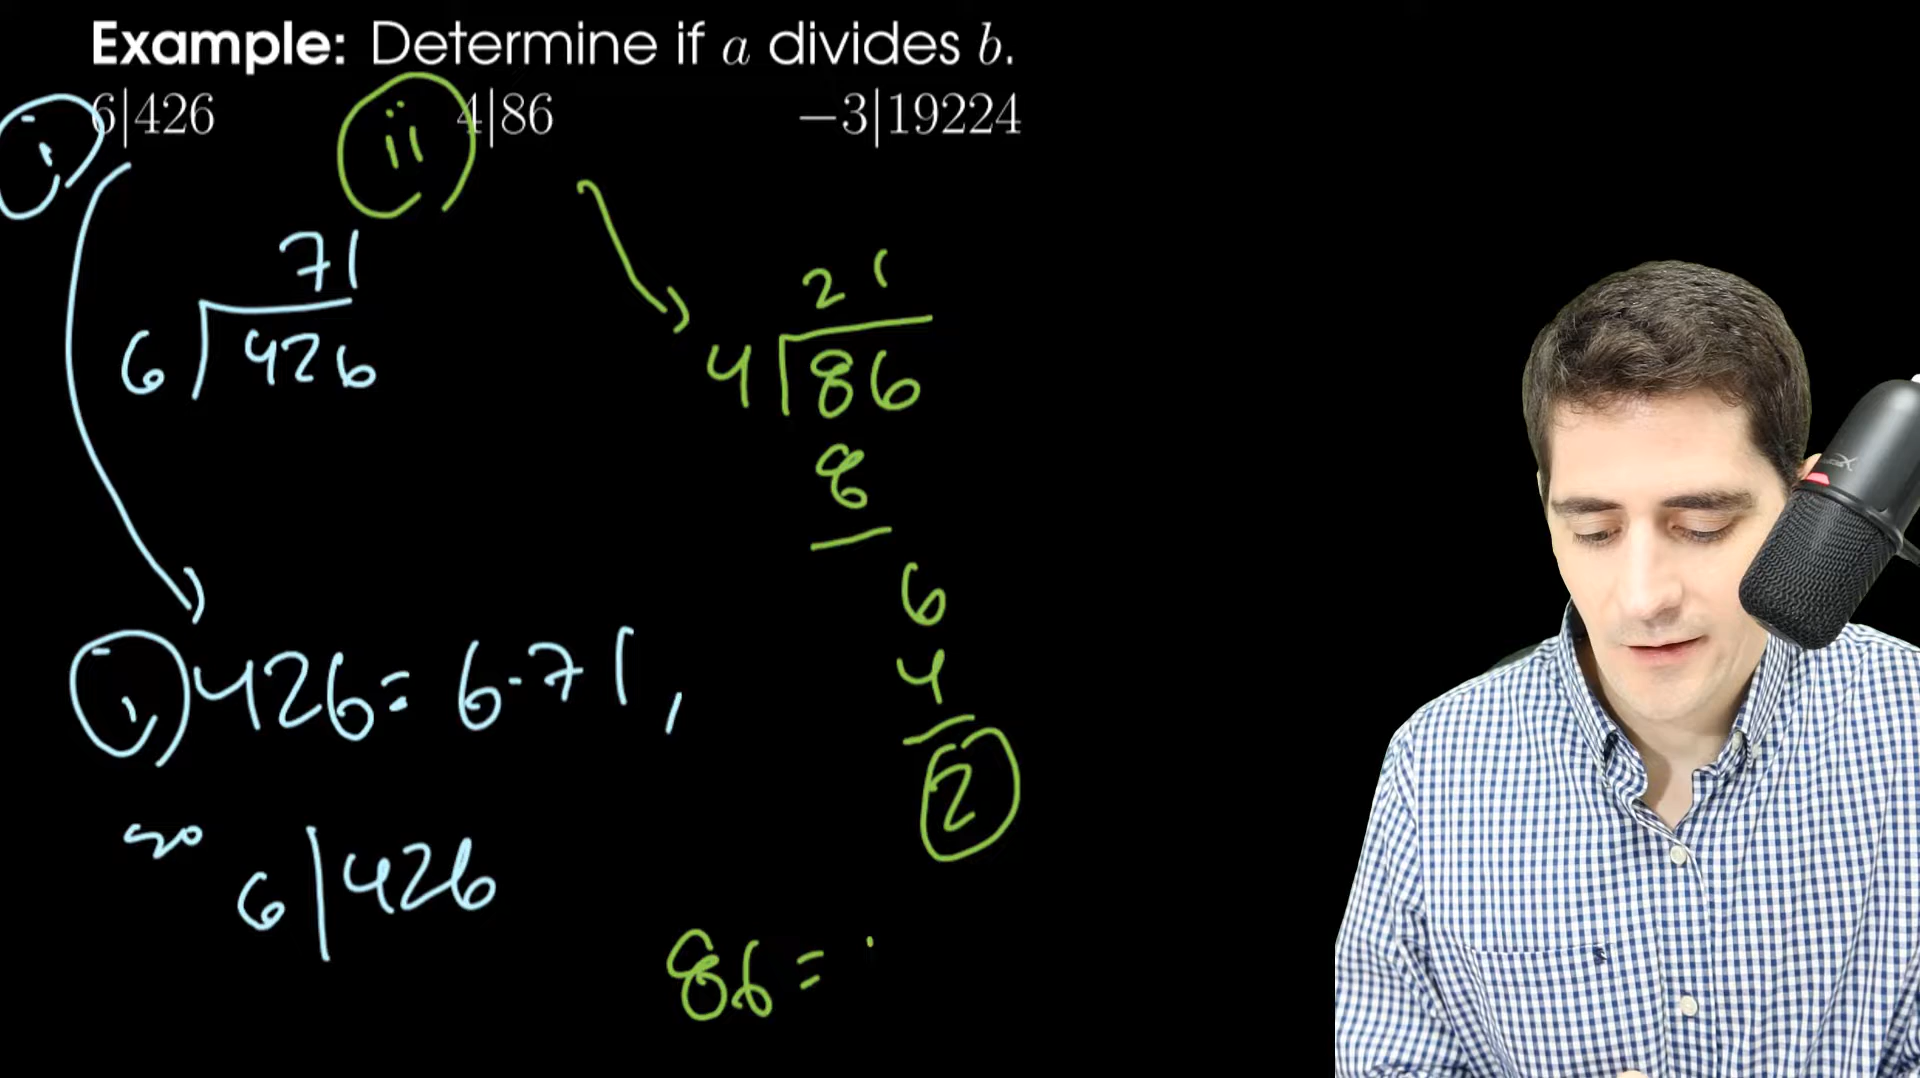 Example: Determine if a divides b.
6|426 4|86 −3|19224
i
ii
71
6 426
21
4 86
8
6
4
2
i 426 = 6·71,
so
6|426
86 =